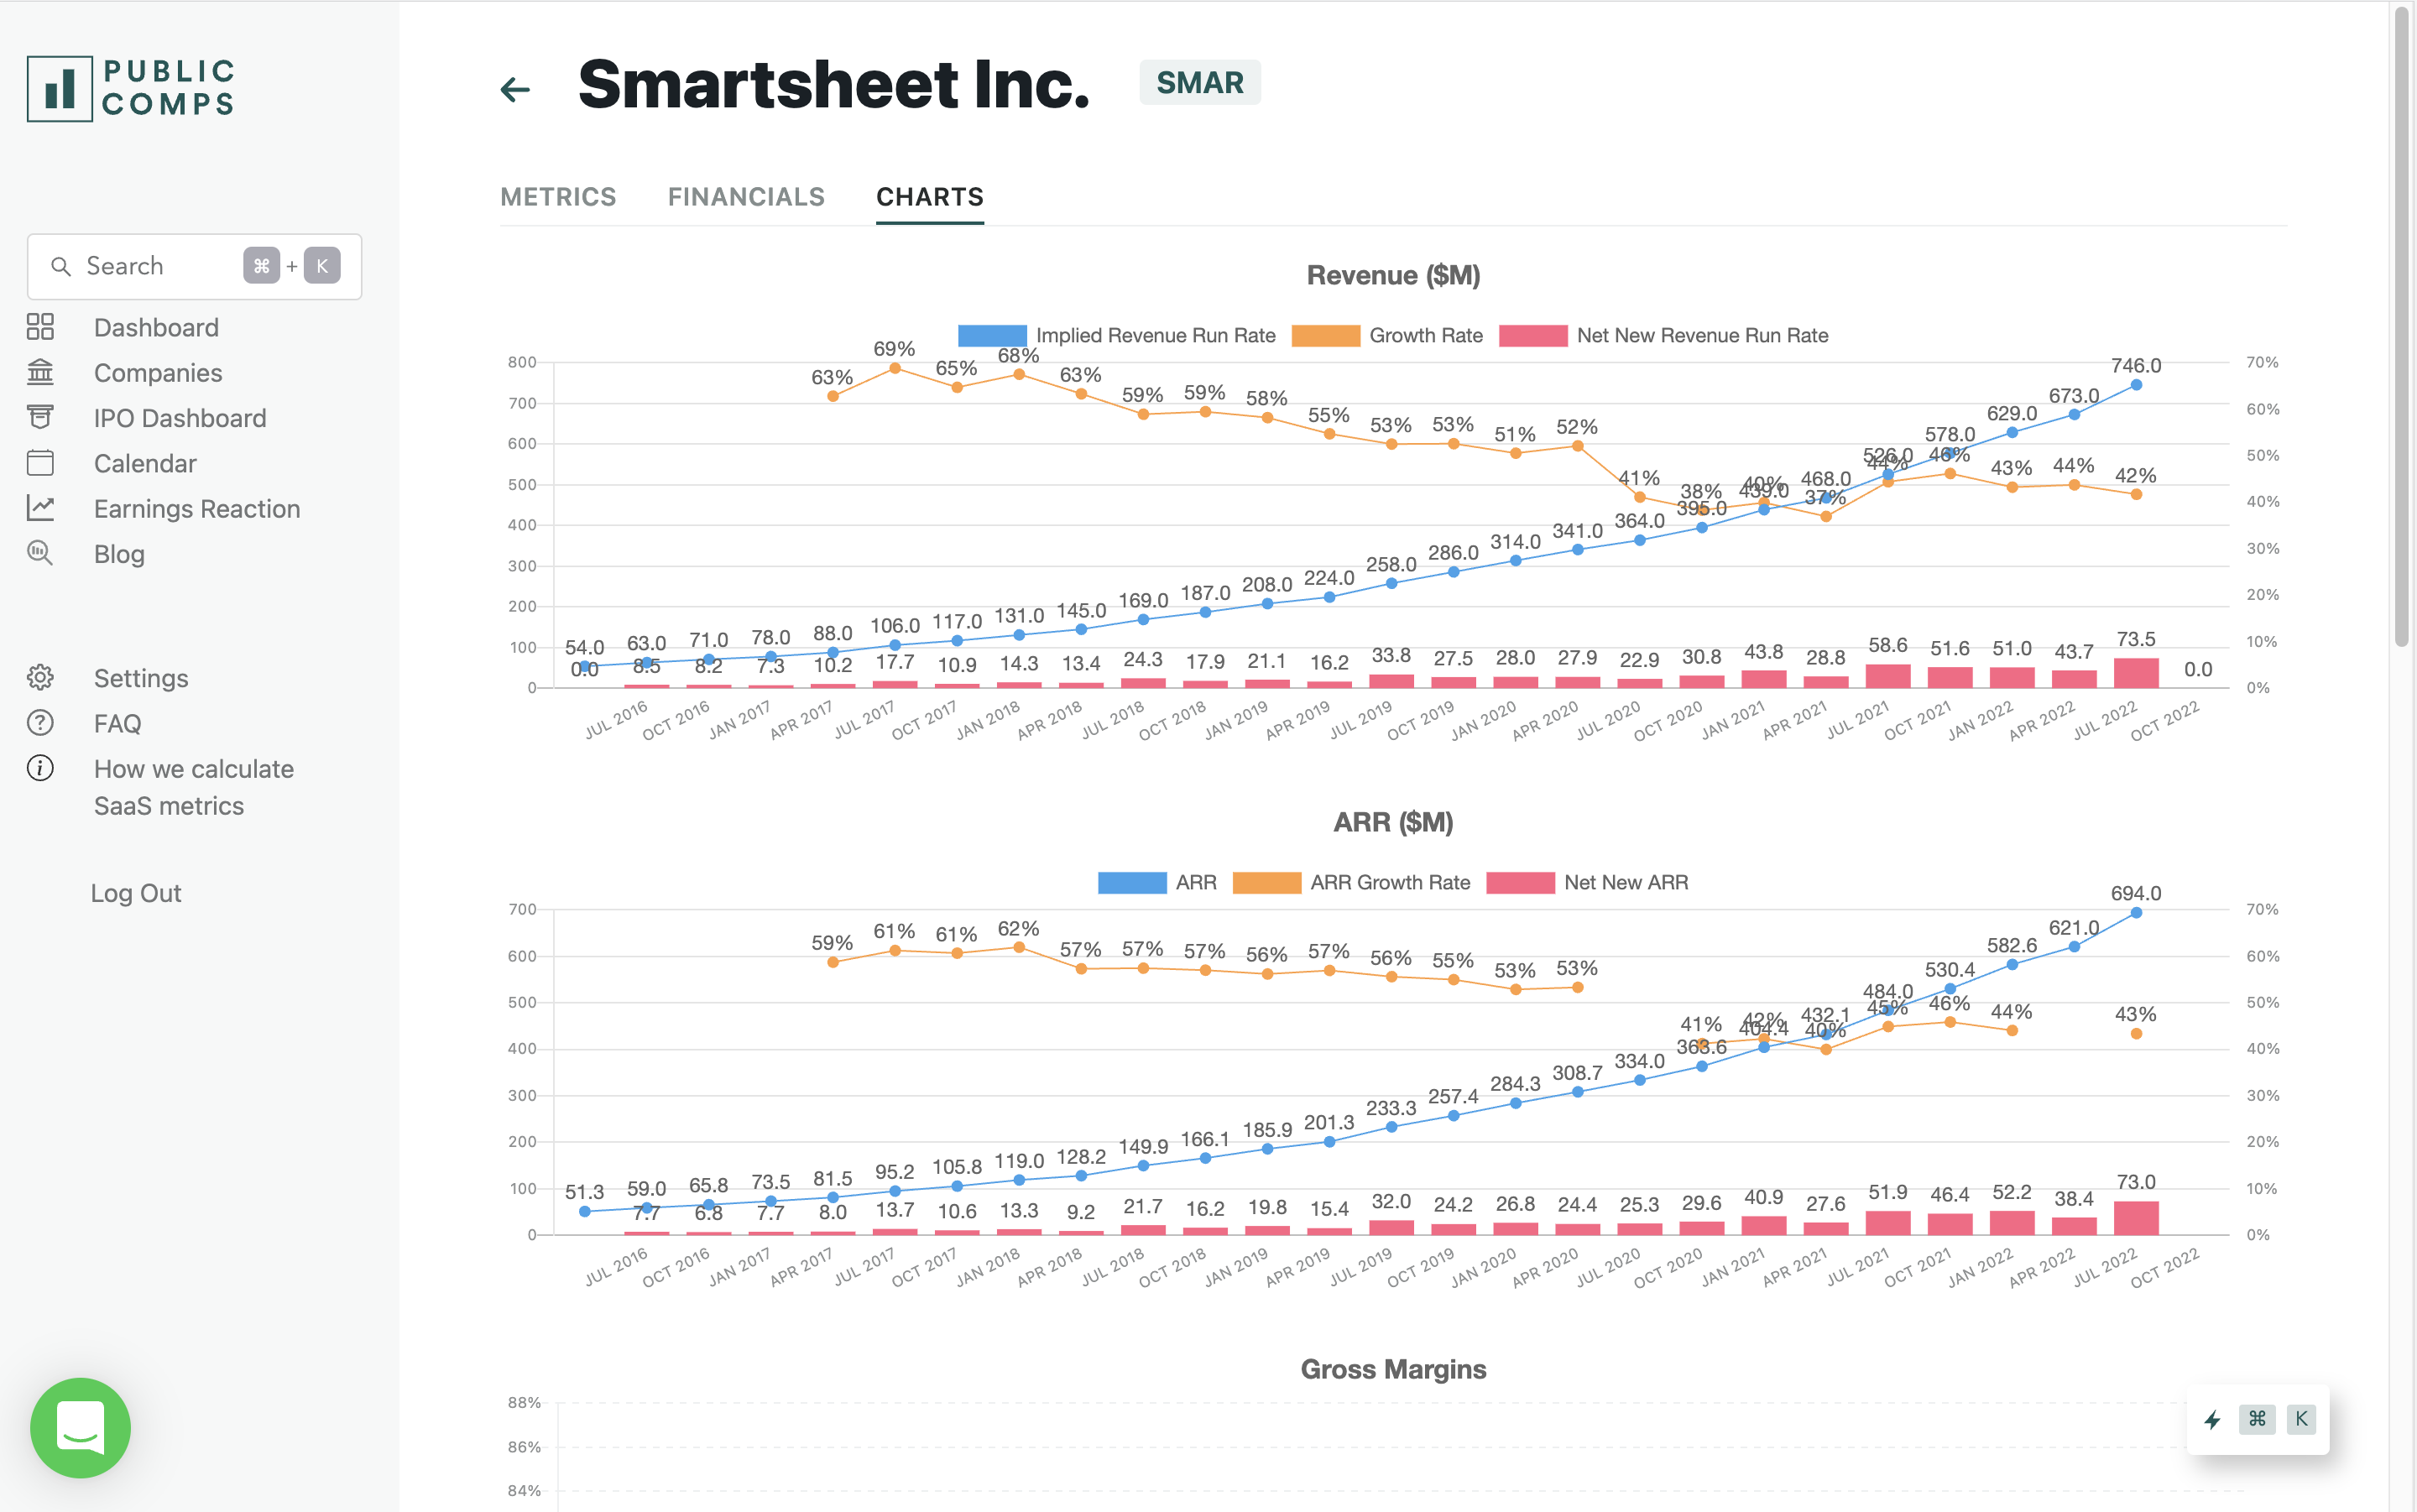 PUBLIC
COMPS
Search ⌘ + K
Dashboard
Companies
IPO Dashboard
Calendar
Earnings Reaction
Blog
Settings
FAQ
How we calculate
SaaS metrics
Log Out
Smartsheet Inc. SMAR
METRICS FINANCIALS CHARTS
Revenue ($M)
Implied Revenue Run Rate Growth Rate Net New Revenue Run Rate
800 700 600 500 400 300 200 100 0
70% 60% 50% 40% 30% 20% 10% 0%
63% 69% 65% 68% 63% 59% 59% 58% 55% 53% 53% 51% 52% 41% 38% 40% 37% 44% 46% 43% 44% 42%
54.0 63.0 71.0 78.0 88.0 106.0 117.0 131.0 145.0 169.0 187.0 208.0 224.0 258.0 286.0 314.0 341.0 364.0 395.0 439.0 468.0 526.0 578.0 629.0 673.0 746.0
0.0 8.5 8.2 7.3 10.2 17.7 10.9 14.3 13.4 24.3 17.9 21.1 16.2 33.8 27.5 28.0 27.9 22.9 30.8 43.8 28.8 58.6 51.6 51.0 43.7 73.5 0.0
JUL 2016 OCT 2016 JAN 2017 APR 2017 JUL 2017 OCT 2017 JAN 2018 APR 2018 JUL 2018 OCT 2018 JAN 2019 APR 2019 JUL 2019 OCT 2019 JAN 2020 APR 2020 JUL 2020 OCT 2020 JAN 2021 APR 2021 JUL 2021 OCT 2021 JAN 2022 APR 2022 JUL 2022 OCT 2022
ARR ($M)
ARR ARR Growth Rate Net New ARR
700 600 500 400 300 200 100 0
70% 60% 50% 40% 30% 20% 10% 0%
59% 61% 61% 62% 57% 57% 57% 56% 57% 56% 55% 53% 53% 41% 42% 40% 45% 46% 44% 43%
51.3 59.0 65.8 73.5 81.5 95.2 105.8 119.0 128.2 149.9 166.1 185.9 201.3 233.3 257.4 284.3 308.7 334.0 363.6 404.4 432.1 484.0 530.4 582.6 621.0 694.0
7.7 6.8 7.7 8.0 13.7 10.6 13.3 9.2 21.7 16.2 19.8 15.4 32.0 24.2 26.8 24.4 25.3 29.6 40.9 27.6 51.9 46.4 52.2 38.4 73.0
JUL 2016 OCT 2016 JAN 2017 APR 2017 JUL 2017 OCT 2017 JAN 2018 APR 2018 JUL 2018 OCT 2018 JAN 2019 APR 2019 JUL 2019 OCT 2019 JAN 2020 APR 2020 JUL 2020 OCT 2020 JAN 2021 APR 2021 JUL 2021 OCT 2021 JAN 2022 APR 2022 JUL 2022 OCT 2022
Gross Margins
88%
86%
84%
⌘ K